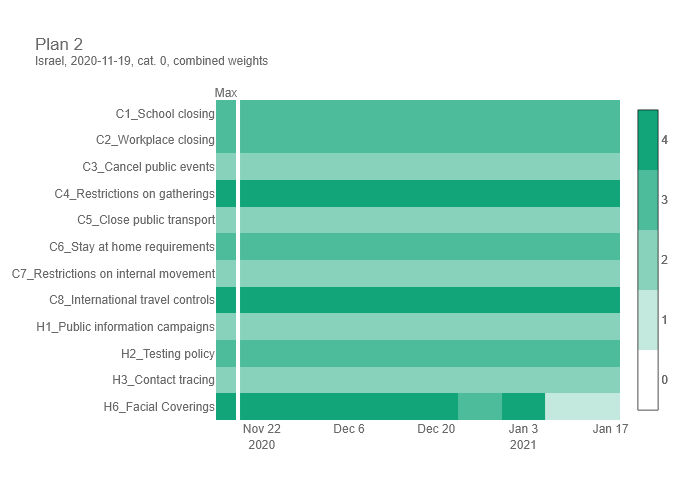 Plan 2
Israel, 2020-11-19, cat. 0, combined weights
Max
C1_School closing
C2_Workplace closing
C3_Cancel public events
C4_Restrictions on gatherings
C5_Close public transport
C6_Stay at home requirements
C7_Restrictions on internal movement
C8_International travel controls
H1_Public information campaigns
H2_Testing policy
H3_Contact tracing
H6_Facial Coverings
Nov 22 Dec 6 Dec 20 Jan 3 Jan 17
2020 2021
4
3
2
1
0